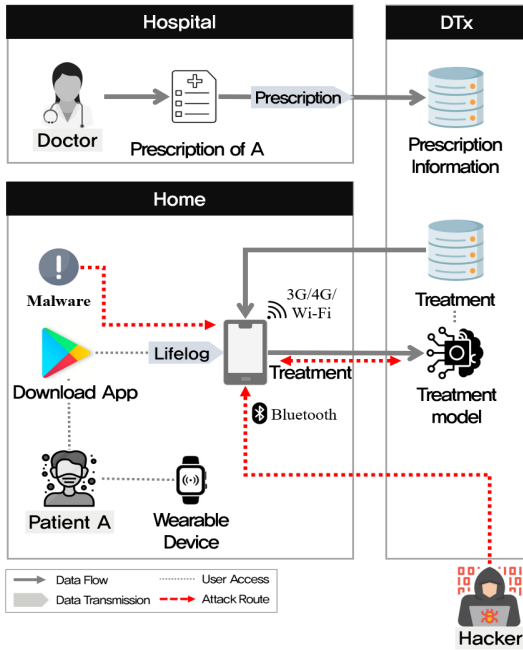 Hospital
DTx
Doctor
Prescription of A
Prescription
Prescription
Information
Home
Malware
Download App
Lifelog
3G/4G/
Wi-Fi
Treatment
Bluetooth
Treatment
Treatment
model
Patient A
Wearable
Device
Data Flow
User Access
Data Transmission
Attack Route
Hacker